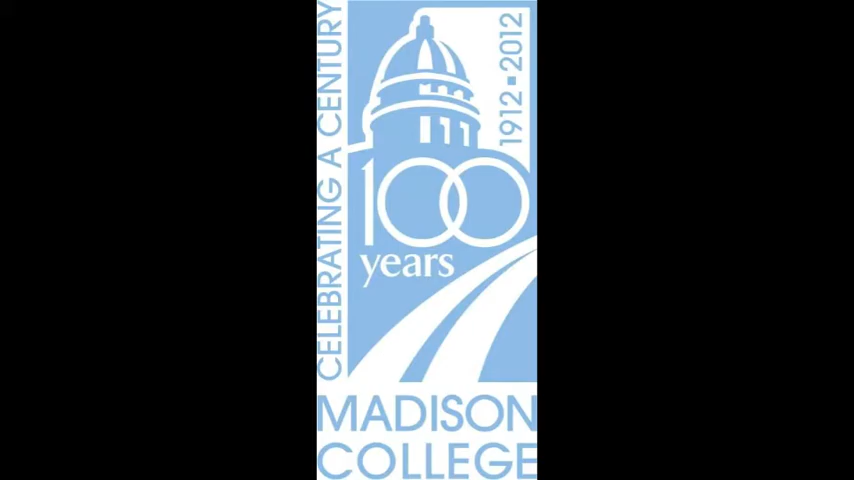 CELEBRATING A CENTURY
1912 ▪ 2012
100
years
MADISON
COLLEGE